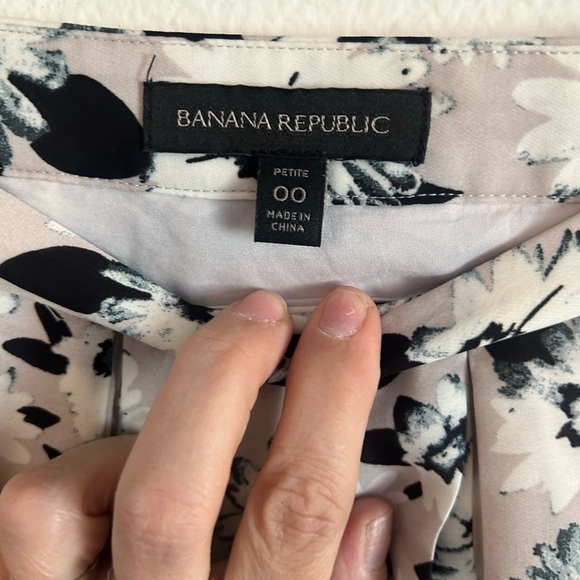 BANANA REPUBLIC
PETITE
00
MADE IN
CHINA